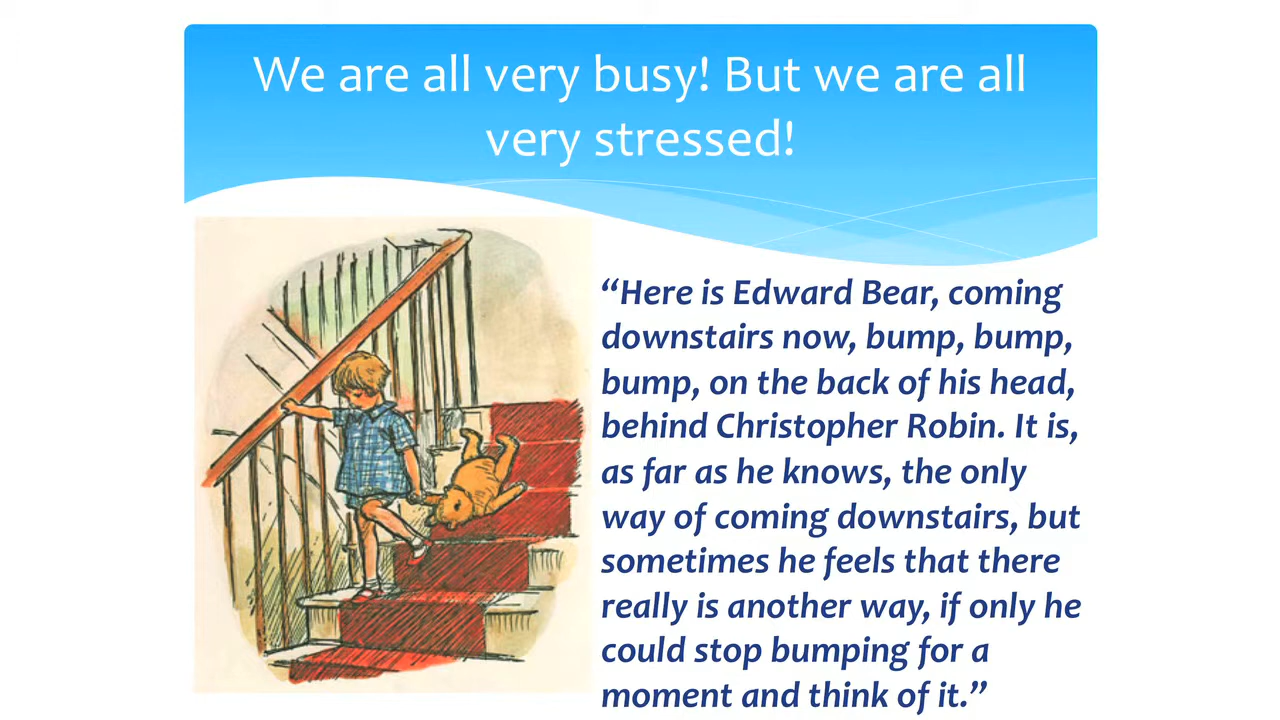 We are all very busy! But we are all
very stressed!
“Here is Edward Bear, coming
downstairs now, bump, bump,
bump, on the back of his head,
behind Christopher Robin. It is,
as far as he knows, the only
way of coming downstairs, but
sometimes he feels that there
really is another way, if only he
could stop bumping for a
moment and think of it.”